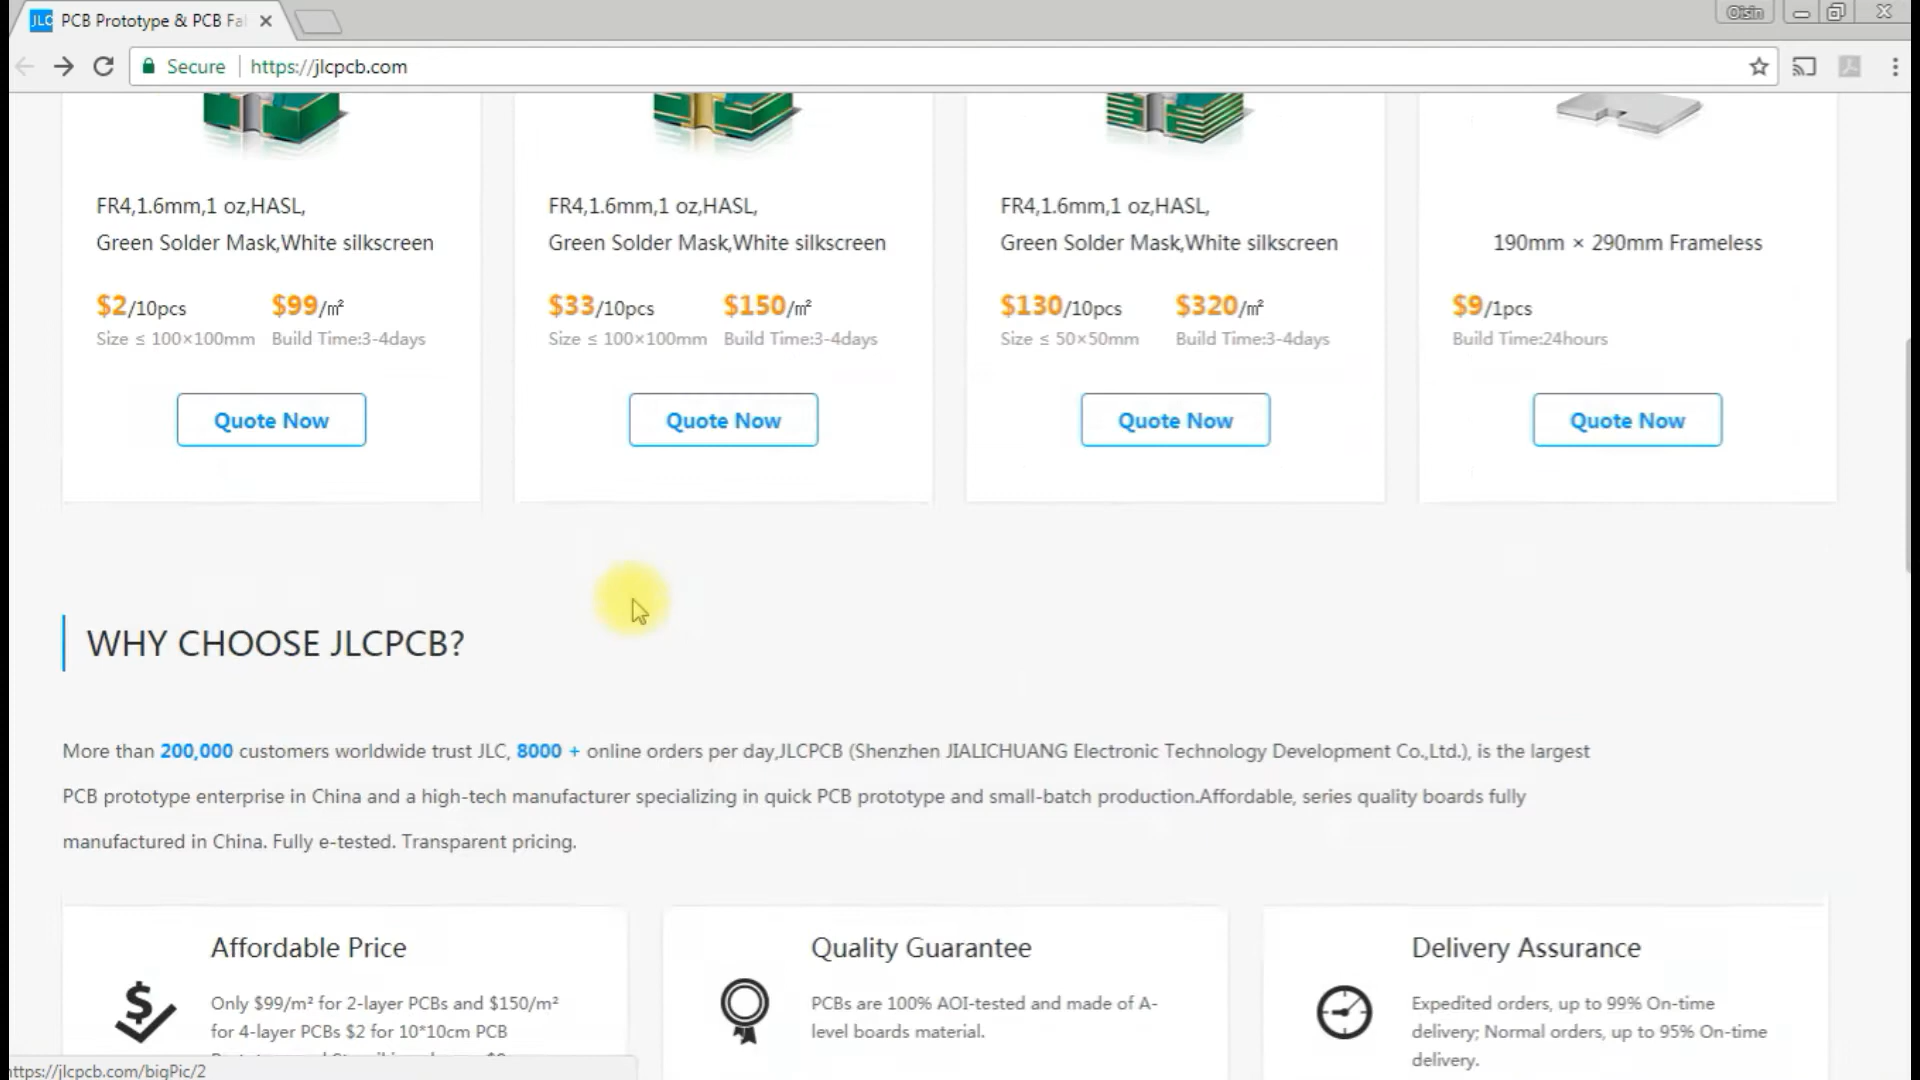 JLC PCB Prototype & PCB Fa
Oisin
Secure https://jlcpcb.com
FR4,1.6mm,1 oz,HASL,
Green Solder Mask,White silkscreen
$2/10pcs $99/㎡
Size ≤ 100×100mm Build Time:3-4days
Quote Now
FR4,1.6mm,1 oz,HASL,
Green Solder Mask,White silkscreen
$33/10pcs $150/㎡
Size ≤ 100×100mm Build Time:3-4days
Quote Now
FR4,1.6mm,1 oz,HASL,
Green Solder Mask,White silkscreen
$130/10pcs $320/㎡
Size ≤ 50×50mm Build Time:3-4days
Quote Now
190mm × 290mm Frameless
$9/1pcs
Build Time:24hours
Quote Now
WHY CHOOSE JLCPCB?
More than 200,000 customers worldwide trust JLC, 8000 + online orders per day,JLCPCB (Shenzhen JIALICHUANG Electronic Technology Development Co.,Ltd.), is the largest
PCB prototype enterprise in China and a high-tech manufacturer specializing in quick PCB prototype and small-batch production.Affordable, series quality boards fully
manufactured in China. Fully e-tested. Transparent pricing.
Affordable Price
Only $99/m² for 2-layer PCBs and $150/m²
for 4-layer PCBs $2 for 10*10cm PCB
Quality Guarantee
PCBs are 100% AOI-tested and made of A-
level boards material.
Delivery Assurance
Expedited orders, up to 99% On-time
delivery; Normal orders, up to 95% On-time
delivery.
ttps://jlcpcb.com/bigPic/2